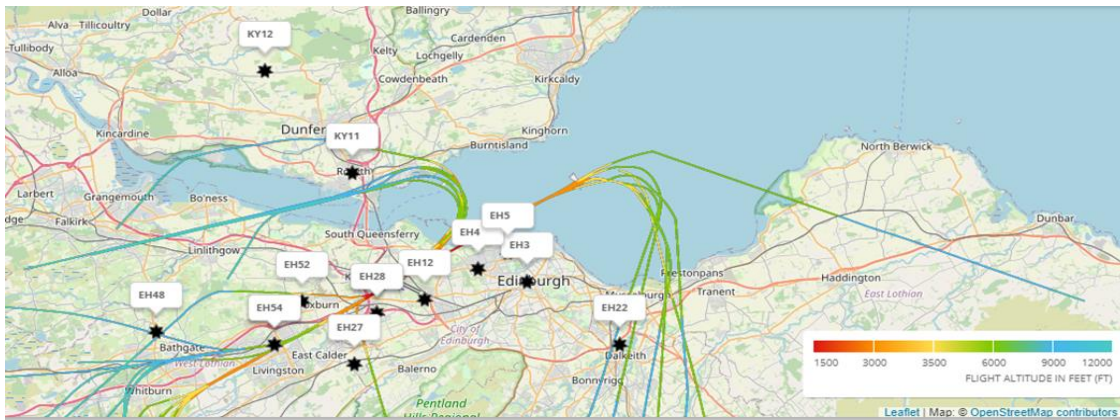 Dollar
Ballingry
Alva
Tillicoultry
KY12
Kelty
Cardenden
Tullibody
Lochgelly
Alloa
Cowdenbeath
Kirkcaldy
Kincardine
Dunfer
KY11
Kinghorn
Burntisland
North Berwick
Larbert
Grangemouth
Bo'ness
EH5
South Queensferry
EH4
Dunbar
Falkirk
Linlithgow
EH3
EH52
EH28
EH12
Edinburgh
Prestonpans
Haddington
EH48
Musselburgh
Tranent
East Lothian
EH54
EH27
City of
Edinburgh
EH22
Bathgate
West Lothian
East Calder
Dalkeith
Livingston
Balerno
Bonnyrigg
Whitburn
Pentland
Hills Regional
1500 3000 3500 6000 9000 12000
FLIGHT ALTITUDE IN FEET (FT)
Leaflet | Map: © OpenStreetMap contributors